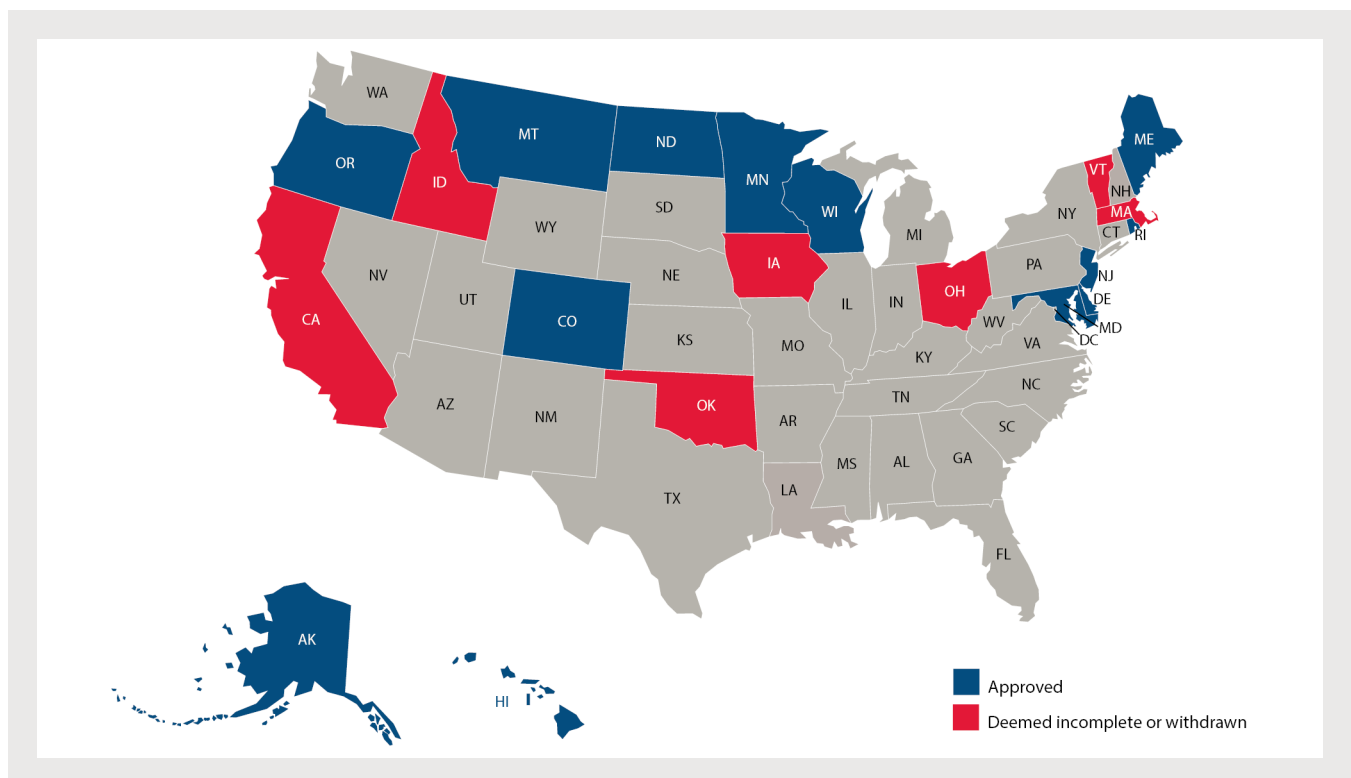 WA
MT
ND
ME
OR
MN
VT
ID
NH
SD
WI
NY
MA
WY
MI
CT
RI
IA
PA
NV
NE
NJ
UT
OH
DE
IL
IN
CA
CO
WV
MD
KS
DC
MO
VA
KY
NC
AZ
OK
TN
NM
AR
SC
MS
AL
GA
LA
TX
FL
AK
HI
Approved
Deemed incomplete or withdrawn